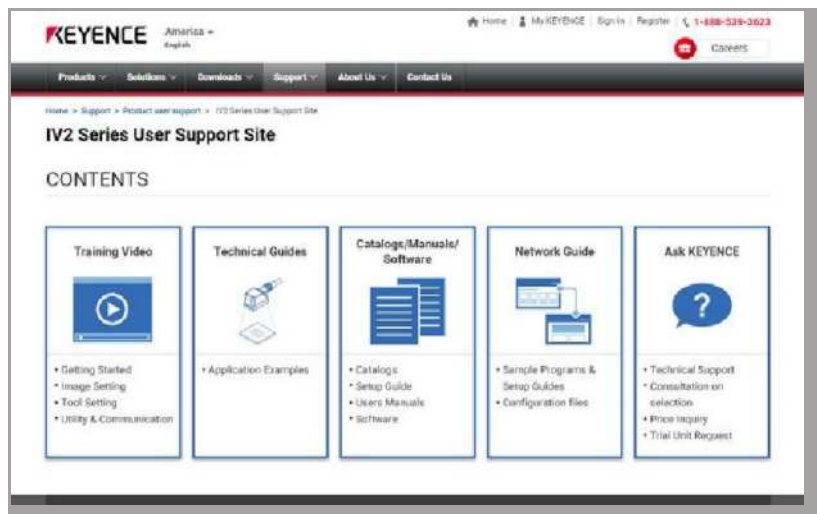 KEYENCE America
English
Home My KEYENCE Sign In Register 1-888-539-3623
Careers
Products Solutions Downloads Support About Us Contact Us
Home > Support > Product user support > IV2 Series User Support Site
IV2 Series User Support Site
CONTENTS
Training Video
• Getting Started
• Image Setting
• Tool Setting
• Utility & Communication
Technical Guides
• Application Examples
Catalogs/Manuals/
Software
• Catalogs
• Setup Guide
• Users Manuals
• Software
Network Guide
• Sample Programs &
Setup Guides
• Configuration files
Ask KEYENCE
?
• Technical Support
• Consultation on
selection
• Price Inquiry
• Trial Unit Request